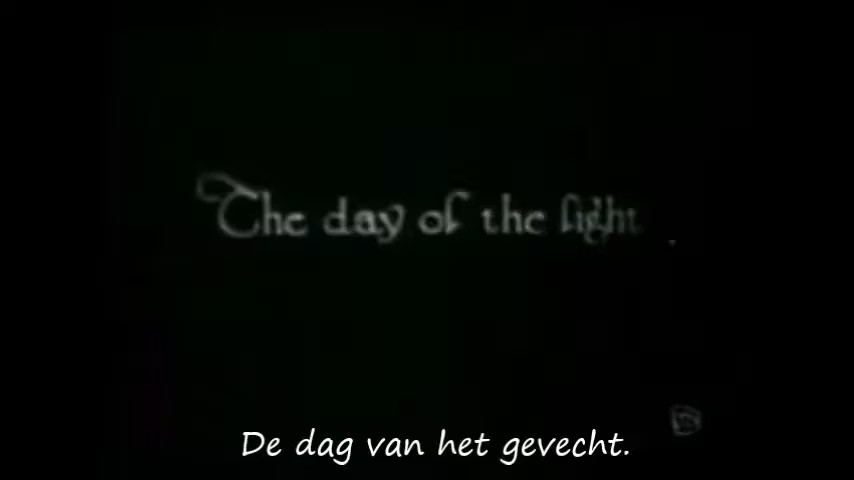 The day of the fight
De dag van het gevecht.